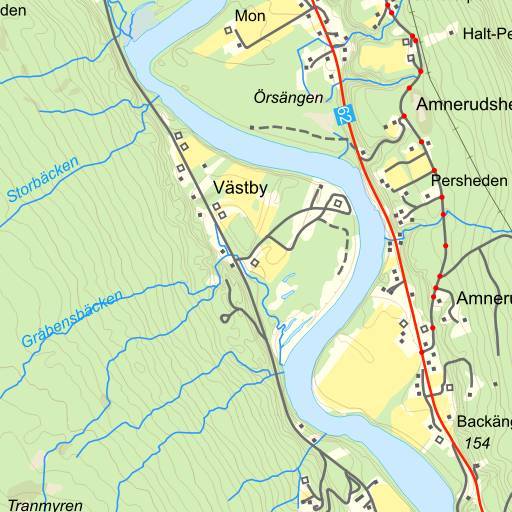 den
Mon
Halt-Pe
Örsängen
Amnerudshe
62
Storbäcken
Västby
Persheden
Gråbensbäcken
Amneru
Backäng
154
Tranmyren